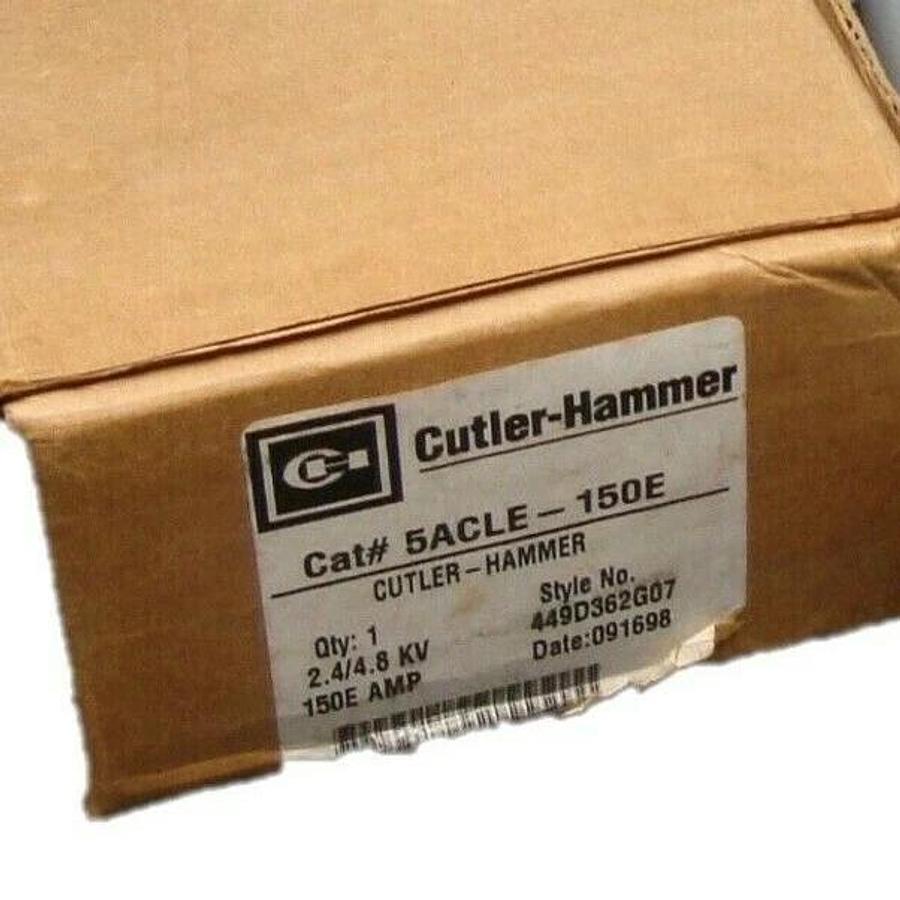 Cutler-Hammer
Cat# 5ACLE – 150E
CUTLER – HAMMER
Qty: 1
2.4/4.8 KV
150E AMP
Style No.
449D362G07
Date:091698